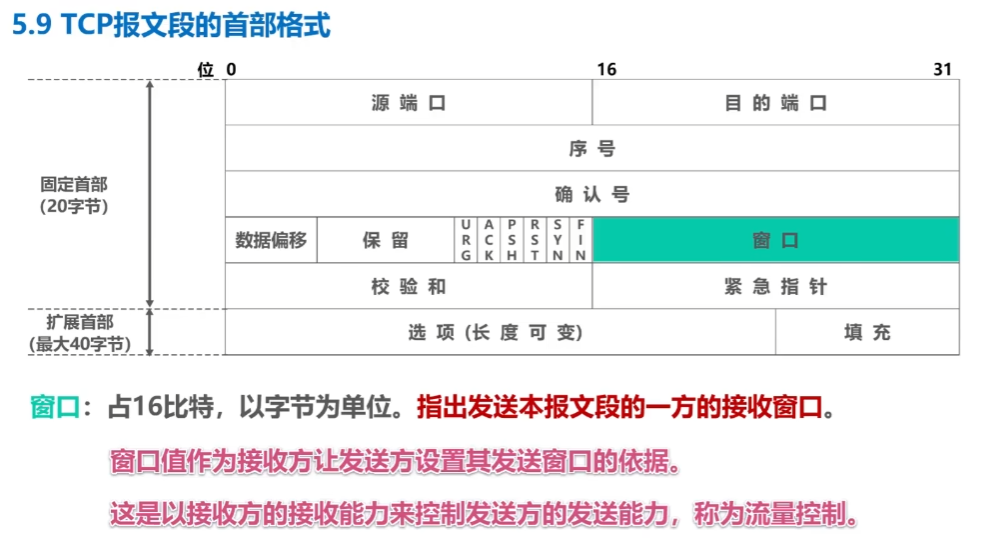 5.9 TCP报文段的首部格式
位 0 16 31
源 端 口 目 的 端 口
序 号
确 认 号
固定首部
(20字节)
数据偏移 保 留 URG ACK PSH RST SYN FIN 窗 口
校 验 和 紧 急 指 针
扩展首部
(最大40字节)
选 项 (长 度 可 变) 填 充
窗口：占16比特，以字节为单位。指出发送本报文段的一方的接收窗口。
窗口值作为接收方让发送方设置其发送窗口的依据。
这是以接收方的接收能力来控制发送方的发送能力，称为流量控制。